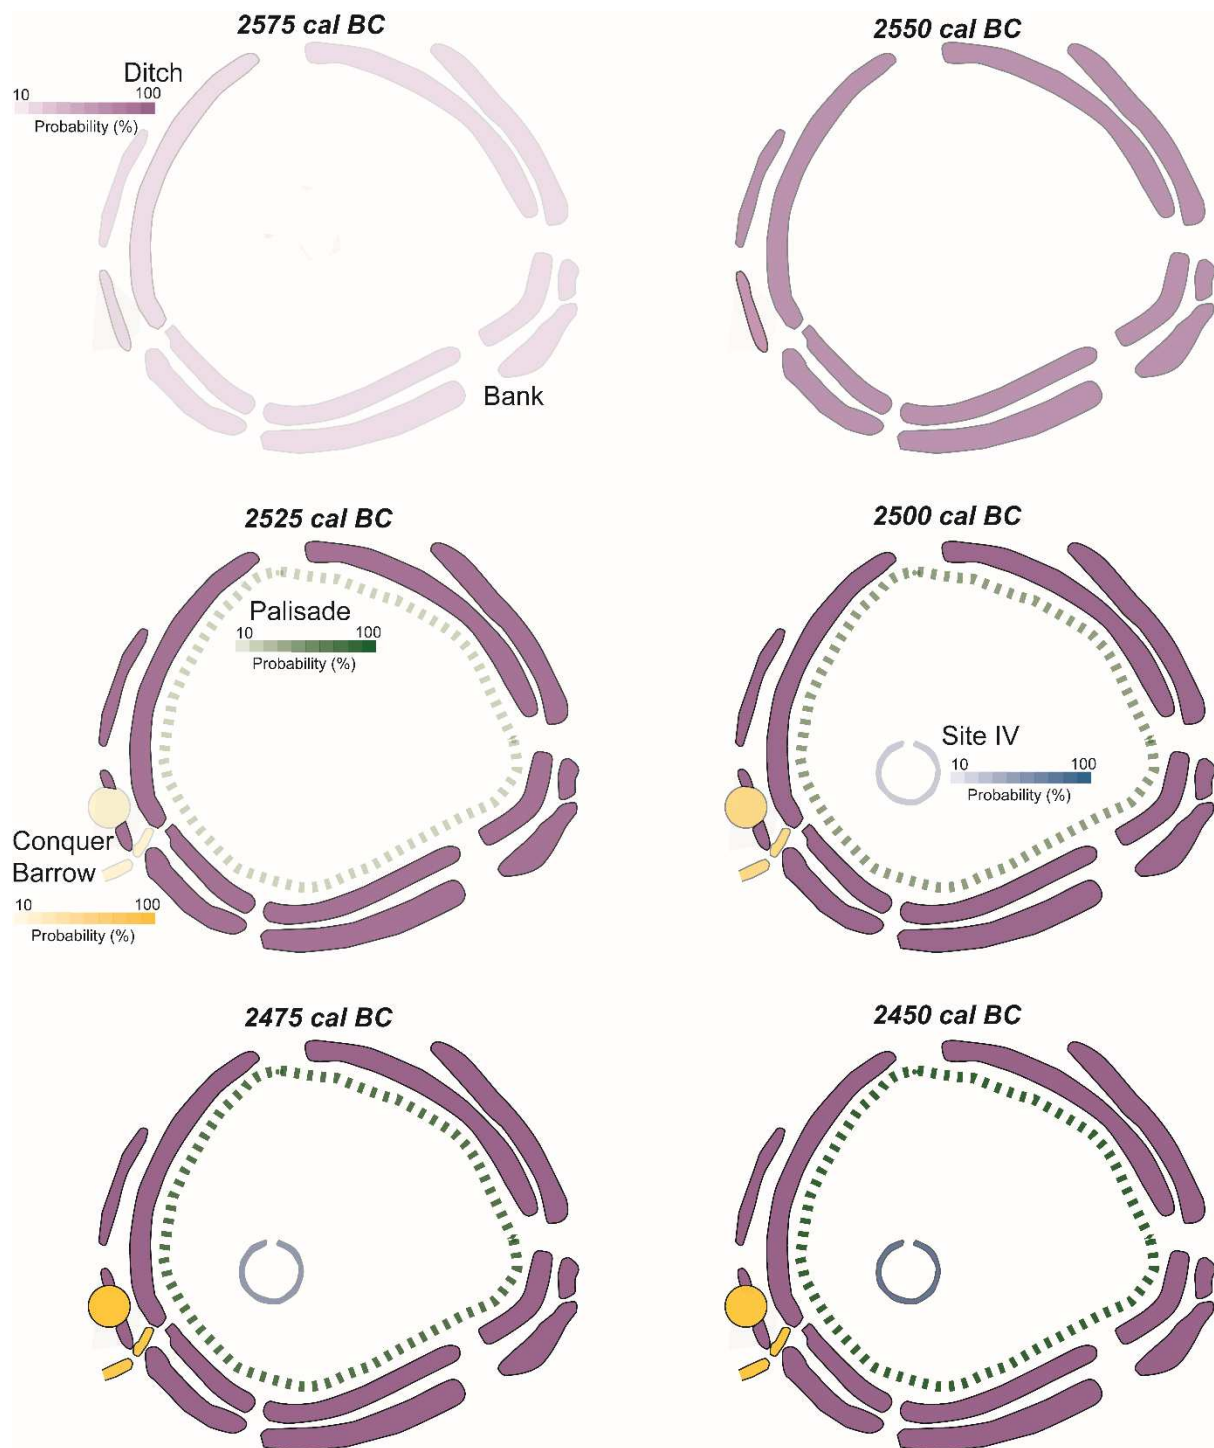 2575 cal BC
Ditch
10 100
Probability (%)
Bank
2550 cal BC
2525 cal BC
Palisade
10 100
Probability (%)
Conquer
Barrow
10 100
Probability (%)
2500 cal BC
Site IV
10 100
Probability (%)
2475 cal BC
2450 cal BC